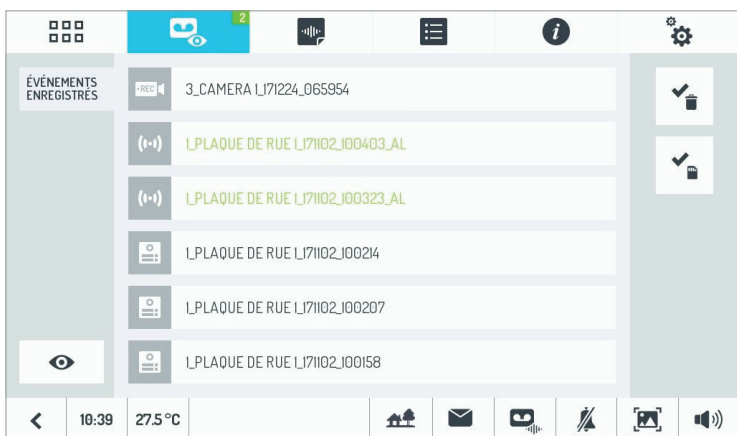 2
ÉVÉNEMENTS
ENREGISTRÉS
•REC
3_CAMERA 1_171224_065954
1_PLAQUE DE RUE 1_171102_100403_AL
1_PLAQUE DE RUE 1_171102_100323_AL
1_PLAQUE DE RUE 1_171102_100214
1_PLAQUE DE RUE 1_171102_100207
1_PLAQUE DE RUE 1_171102_100158
10:39 27.5 °C